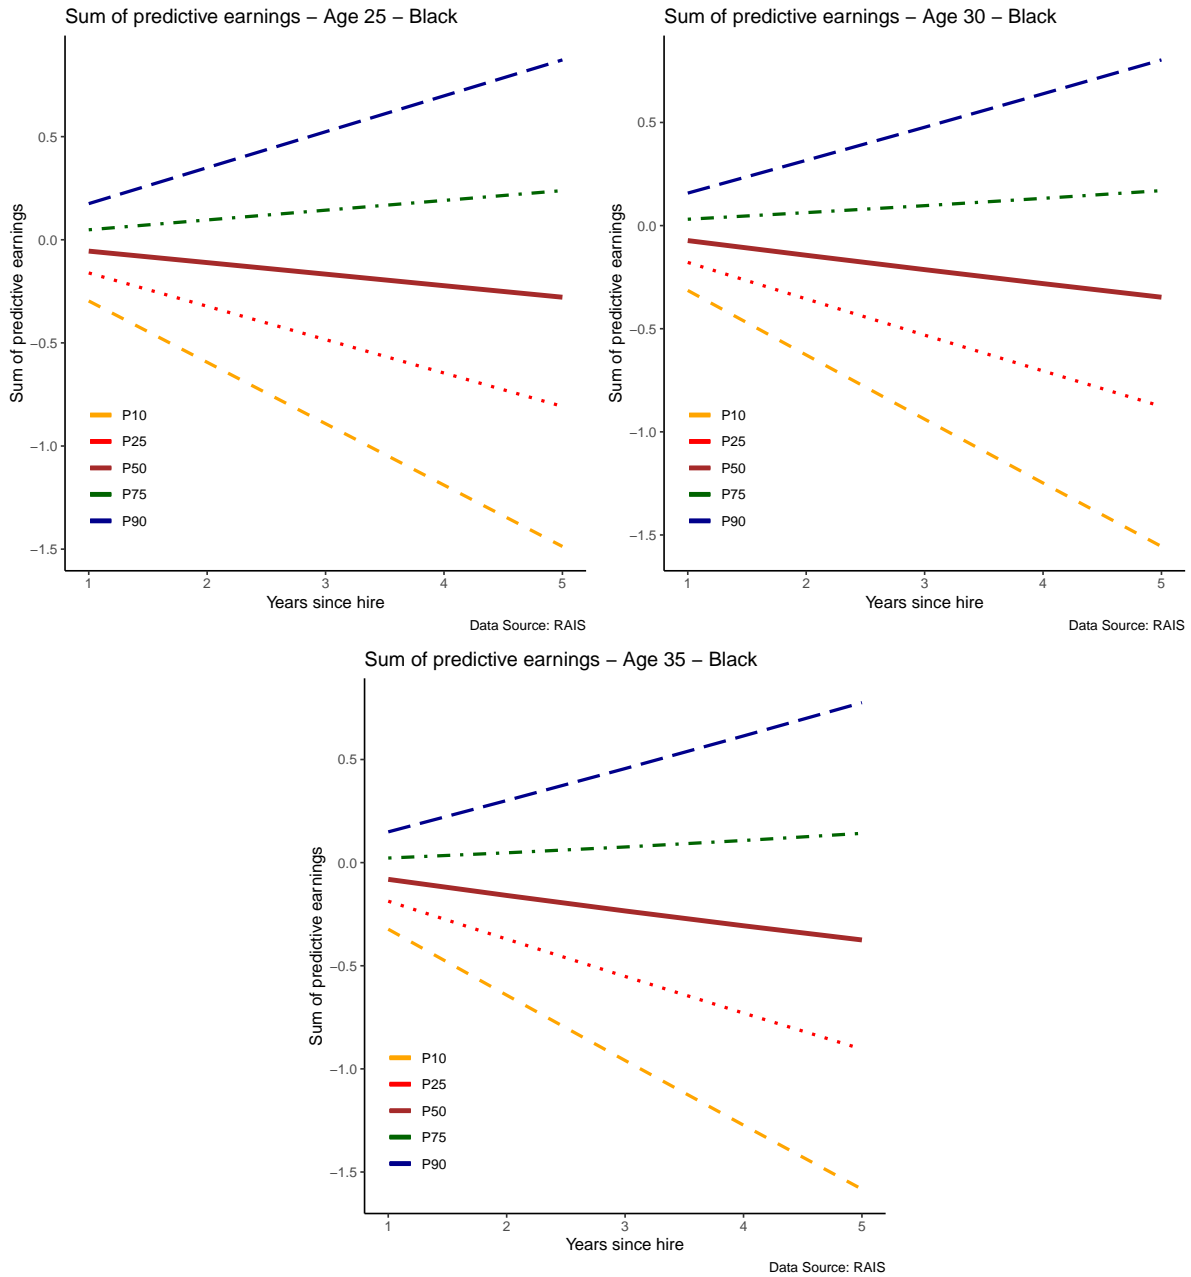 Sum of predictive earnings – Age 25 – Black
Sum of predictive earnings
0.5
0.0
−0.5
−1.0
−1.5
P10
P25
P50
P75
P90
1 2 3 4 5
Years since hire
Data Source: RAIS
Sum of predictive earnings – Age 30 – Black
Sum of predictive earnings
0.5
0.0
−0.5
−1.0
−1.5
P10
P25
P50
P75
P90
1 2 3 4 5
Years since hire
Data Source: RAIS
Sum of predictive earnings – Age 35 – Black
Sum of predictive earnings
0.5
0.0
−0.5
−1.0
−1.5
P10
P25
P50
P75
P90
1 2 3 4 5
Years since hire
Data Source: RAIS